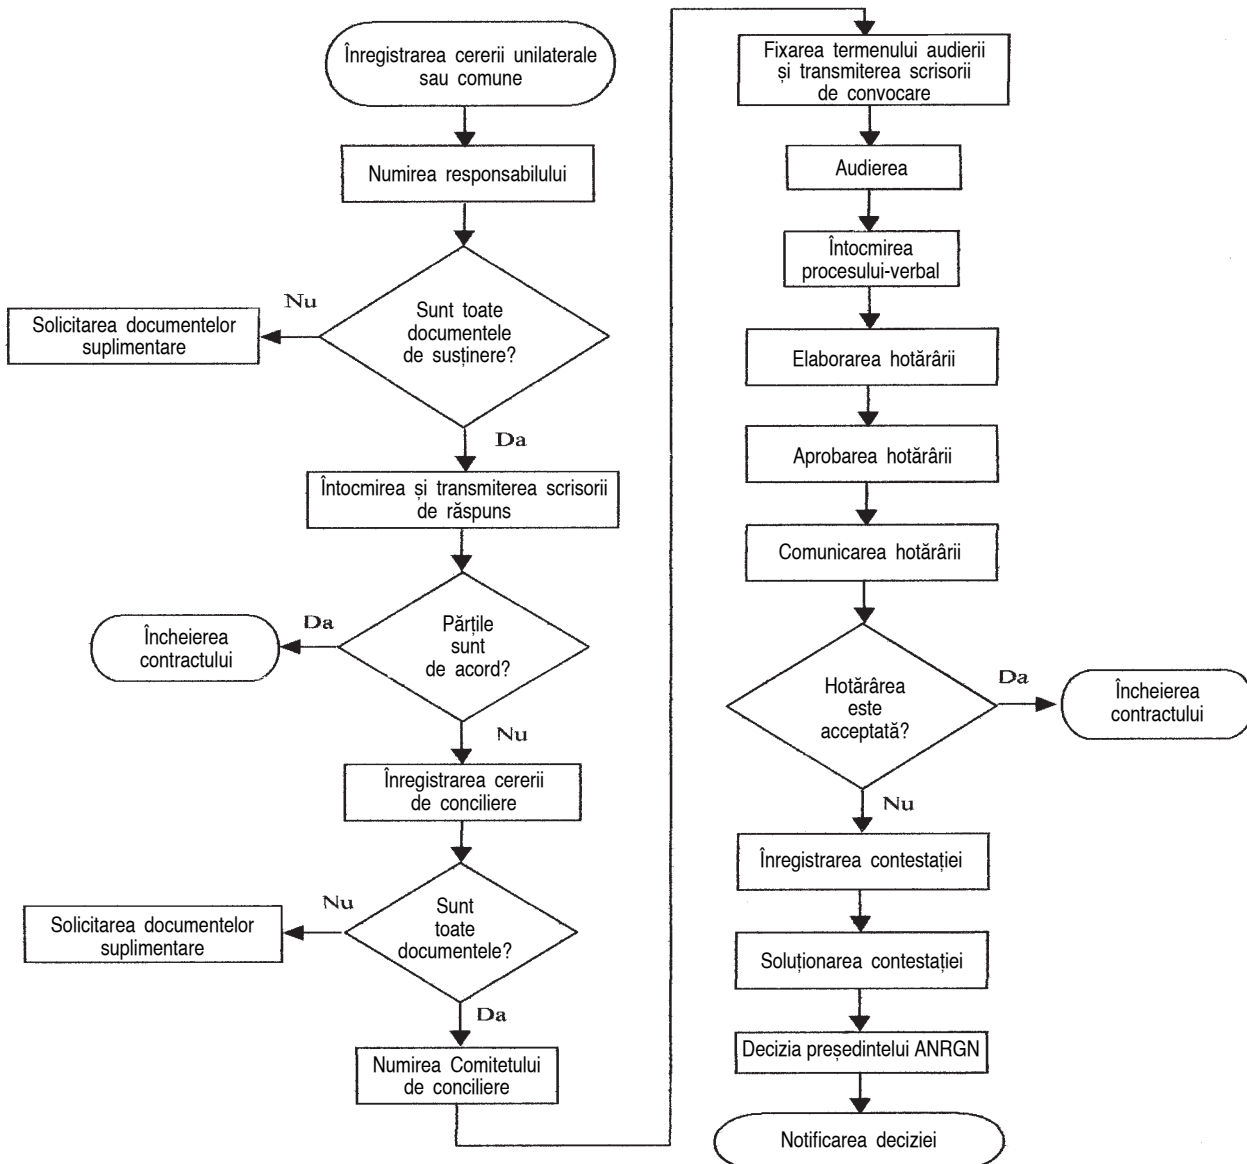 Înregistrarea cererii unilaterale
sau comune
Numirea responsabilului
Sunt toate
documentele
de susținere?
Nu
Solicitarea documentelor
suplimentare
Da
Întocmirea și transmiterea scrisorii
de răspuns
Părțile
sunt
de acord?
Da
Încheierea
contractului
Nu
Înregistrarea cererii
de conciliere
Sunt
toate
documentele?
Nu
Solicitarea documentelor
suplimentare
Da
Numirea Comitetului
de conciliere
Fixarea termenului audierii
și transmiterea scrisorii
de convocare
Audierea
Întocmirea
procesului-verbal
Elaborarea hotărârii
Aprobarea hotărârii
Comunicarea hotărârii
Hotărârea
este
acceptată?
Da
Încheierea
contractului
Nu
Înregistrarea contestației
Soluționarea contestației
Decizia președintelui ANRGN
Notificarea deciziei